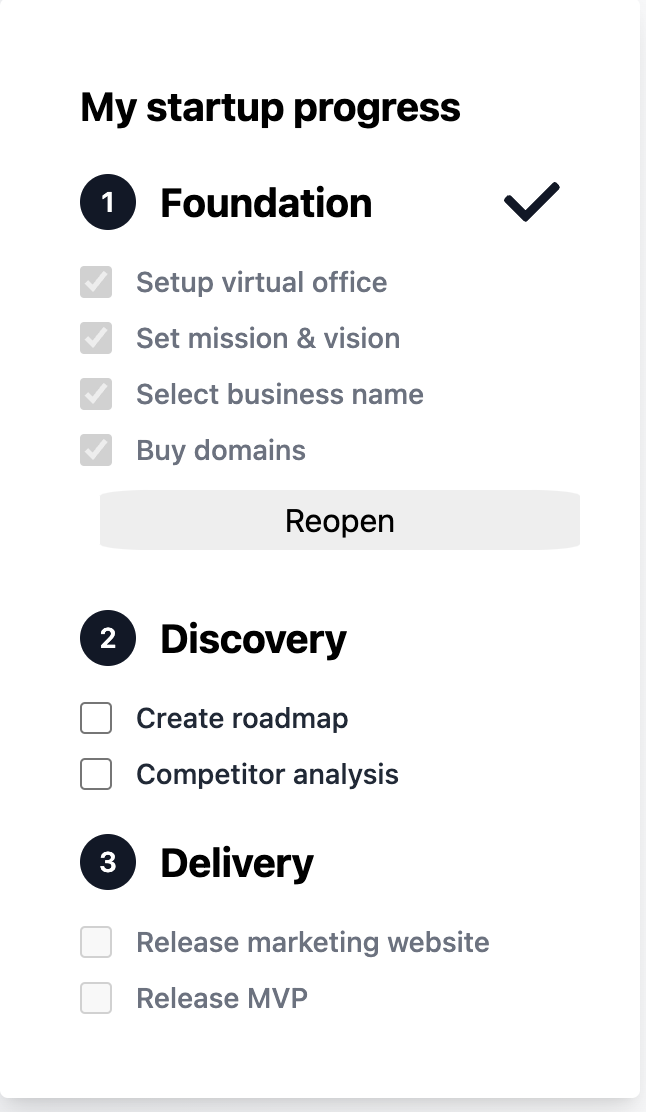 My startup progress
1 Foundation
Setup virtual office
Set mission & vision
Select business name
Buy domains
Reopen
2 Discovery
Create roadmap
Competitor analysis
3 Delivery
Release marketing website
Release MVP